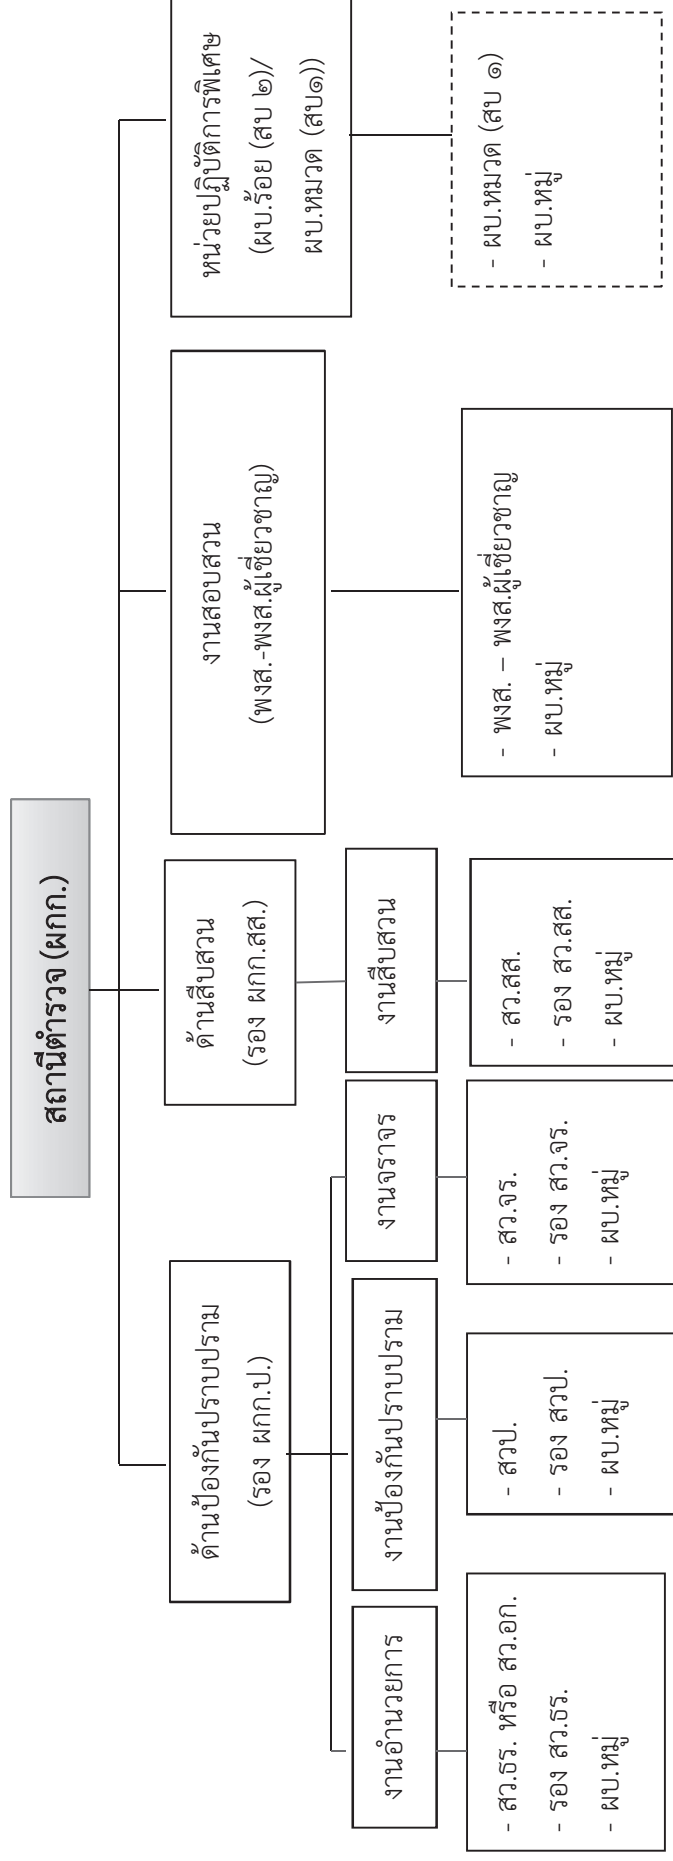 สถานีตำรวจ (ผกก.)
ด้านป้องกันปราบปราม
(รอง ผกก.ป.)
ด้านสืบสวน
(รอง ผกก.สส.)
งานสอบสวน
(พงส.-พงส.ผู้เชี่ยวชาญ)
หน่วยปฏิบัติการพิเศษ
(ผบ.ร้อย (สบ ๒)/
ผบ.หมวด (สบ๑))
งานอำนวยการ
งานป้องกันปราบปราม
งานจราจร
งานสืบสวน
- สว.ธร. หรือ สว.อก.
- รอง สว.ธร.
- ผบ.หมู่
- สวป.
- รอง สวป.
- ผบ.หมู่
- สว.จร.
- รอง สว.จร.
- ผบ.หมู่
- สว.สส.
- รอง สว.สส.
- ผบ.หมู่
- พงส. – พงส.ผู้เชี่ยวชาญ
- ผบ.หมู่
- ผบ.หมวด (สบ ๑)
- ผบ.หมู่